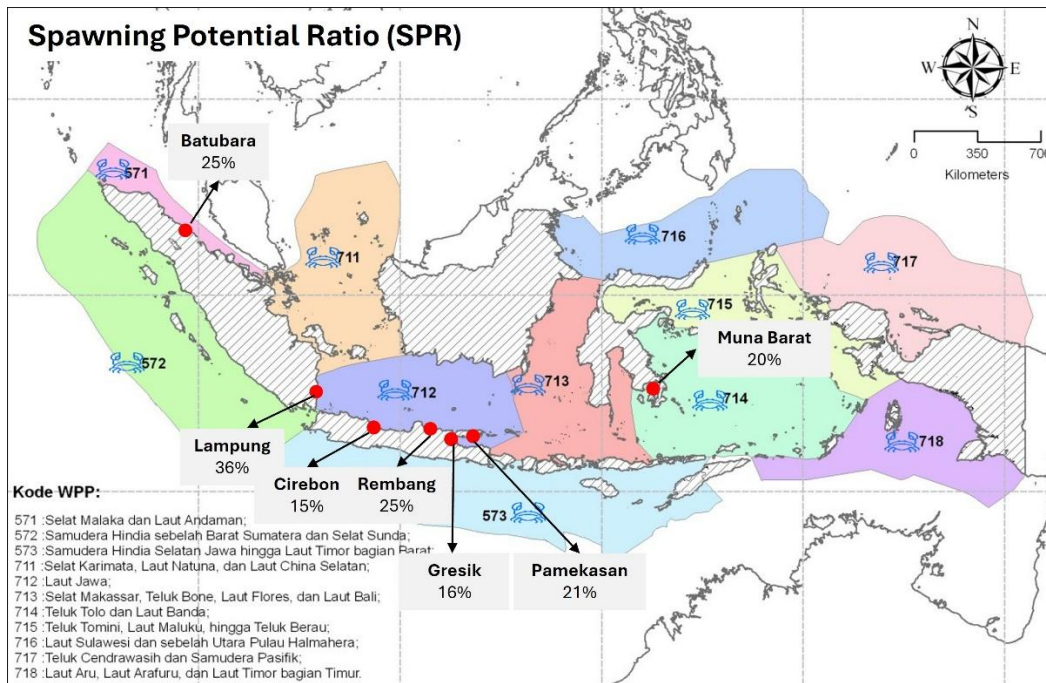 Spawning Potential Ratio (SPR)
N
W
E
S
0
350
700
Kilometers
Batubara
25%
571
711
716
717
715
572
Muna Barat
20%
713
712
714
718
Lampung
36%
Cirebon
15%
Rembang
25%
573
Gresik
16%
Pamekasan
21%
Kode WPP:
571 :Selat Malaka dan Laut Andaman;
572 :Samudera Hindia sebelah Barat Sumatera dan Selat Sunda;
573 :Samudera Hindia Selatan Jawa hingga Laut Timor bagian Barat;
711 :Selat Karimata, Laut Natuna, dan Laut China Selatan;
712 :Laut Jawa;
713 :Selat Makassar, Teluk Bone, Laut Flores, dan Laut Bali;
714 :Teluk Tolo dan Laut Banda;
715 :Teluk Tomini, Laut Maluku, hingga Teluk Berau;
716 :Laut Sulawesi dan sebelah Utara Pulau Halmahera;
717 :Teluk Cendrawasih dan Samudera Pasifik;
718 :Laut Aru, Laut Arafuru, dan Laut Timor bagian Timur.